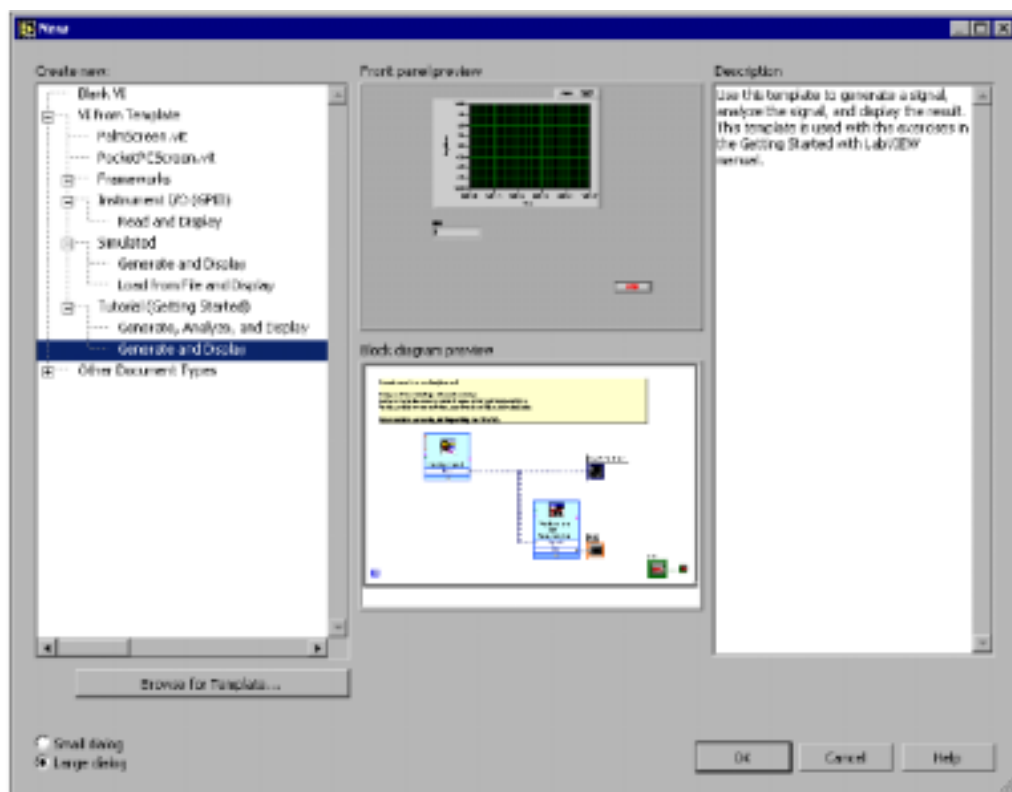 New
Create new:
Blank VI
VI from Template
PalmScreen.vit
PocketPCScreen.vit
Frameworks
Instrument I/O (GPIB)
Read and Display
Simulated
Generate and Display
Load from File and Display
Tutorial (Getting Started)
Generate, Analyze, and Display
Generate and Display
Other Document Types
Browse for Template...
Small dialog
Large dialog
Front panel preview
Block diagram preview
Description
Use this template to generate a signal,
analyze the signal, and display the result.
This template is used with the exercises in
the Getting Started with LabVIEW
manual.
OK
Cancel
Help